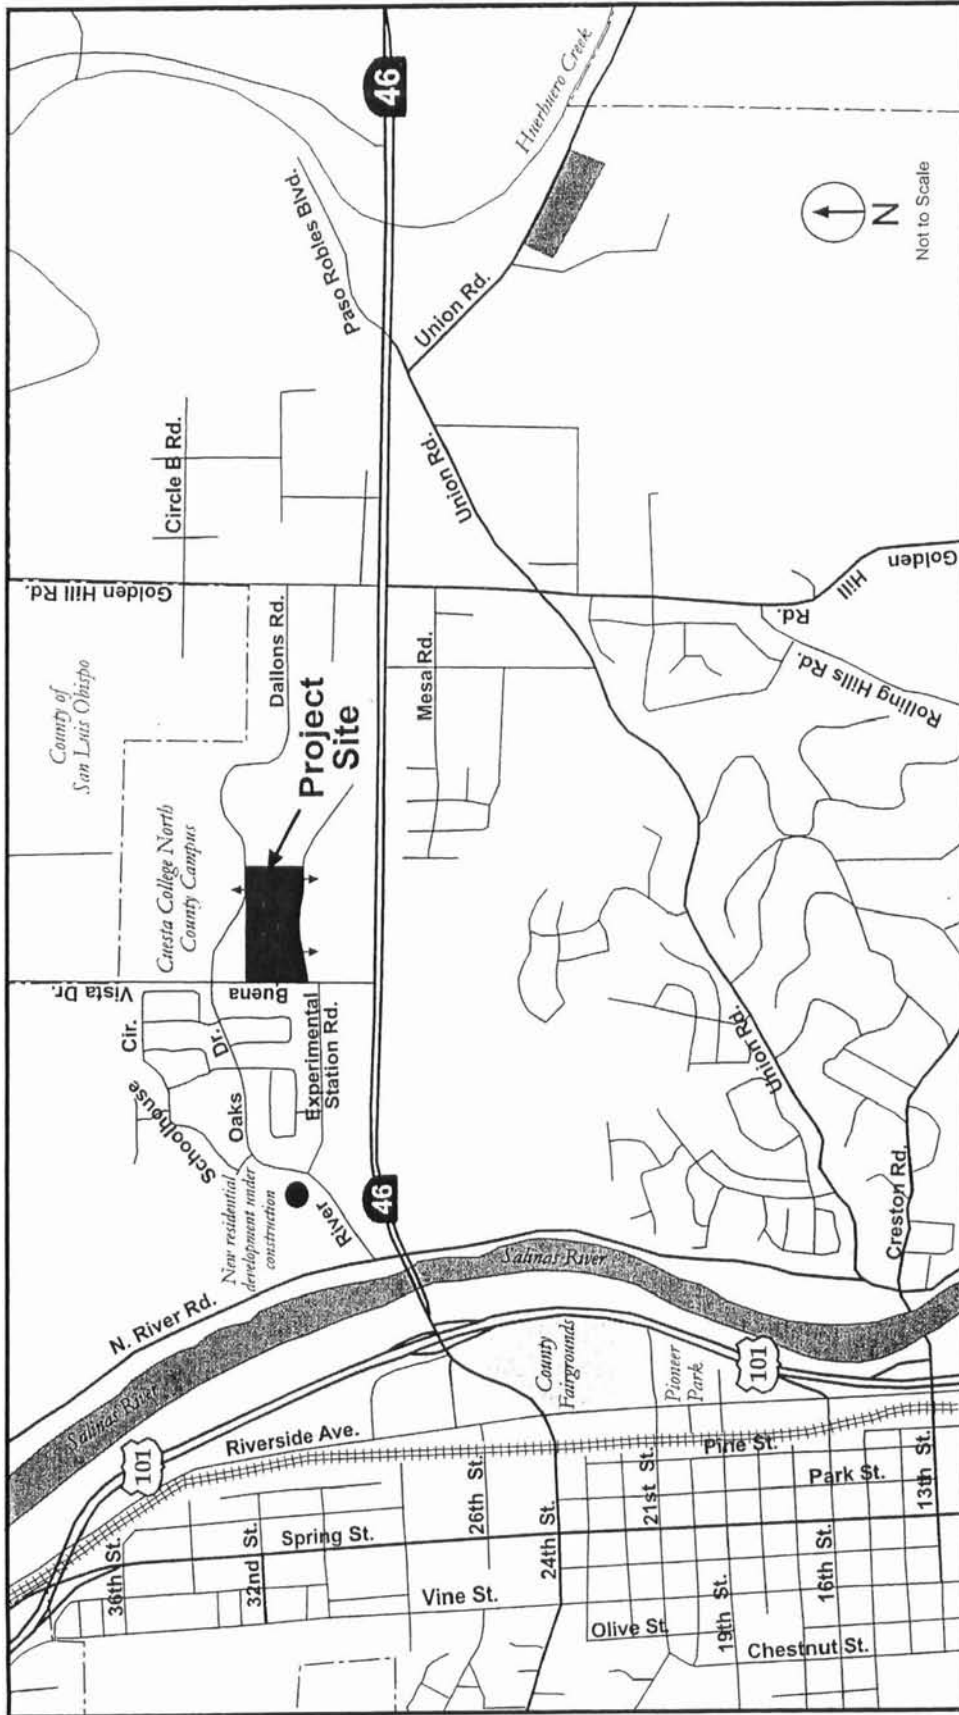 46
Huerhuero Creek
Paso Robles Blvd.
Union Rd.
N
Not to Scale
Circle B Rd.
Union Rd.
Golden Hill Rd.
Golden
Hill
Rd.
Rolling Hills Rd.
County of
San Luis Obispo
Dallons Rd.
Project
Site
Mesa Rd.
Cuesta College North
County Campus
Vista Dr.
Buena
Cir.
Schoolhouse
Dr.
Oaks
River
Experimental
Station Rd.
New residential
development under
construction
46
Union Rd.
Creston Rd.
N. River Rd.
Salinas River
Salinas River
101
101
County
Fairgrounds
Pioneer
Park
Riverside Ave.
Pine St.
Park St.
36th St.
32nd St.
Spring St.
26th St.
24th St.
21st St.
19th St.
16th St.
13th St.
Vine St.
Olive St.
Chestnut St.